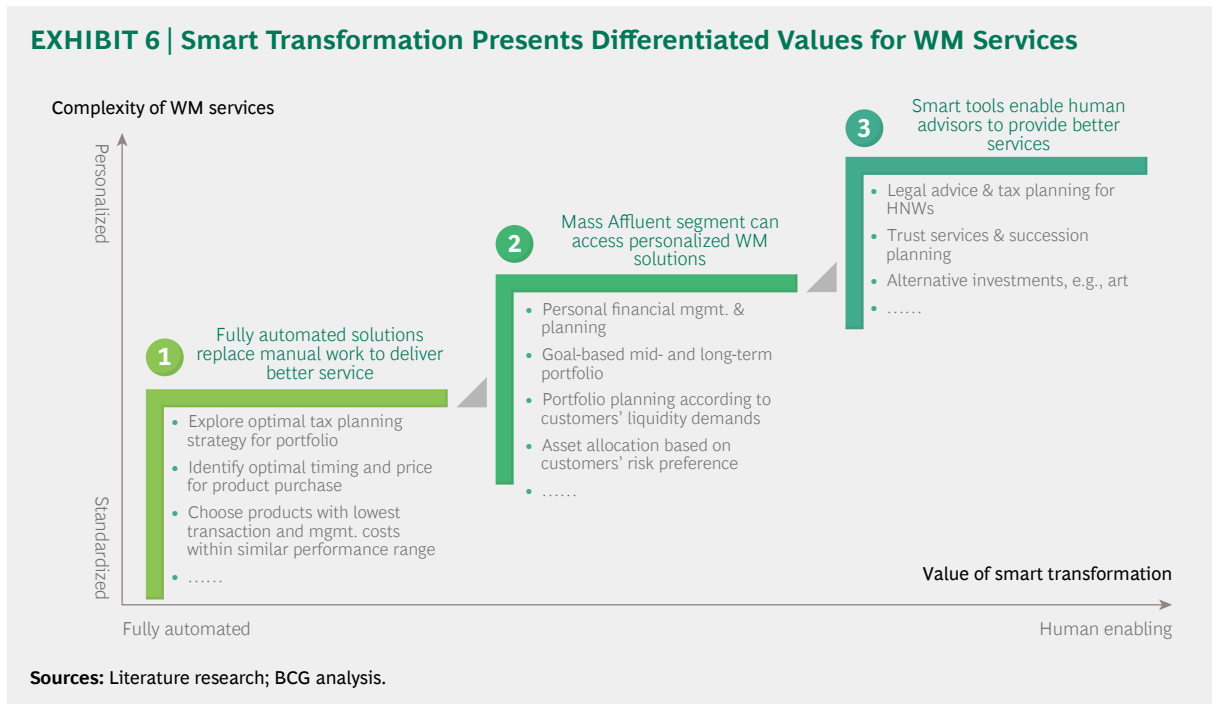 EXHIBIT 6 | Smart Transformation Presents Differentiated Values for WM Services
Complexity of WM services
Personalized
Standardized
1
Fully automated solutions
replace manual work to deliver
better service
• Explore optimal tax planning
strategy for portfolio
• Identify optimal timing and price
for product purchase
• Choose products with lowest
transaction and mgmt. costs
within similar performance range
• ......
2
Mass Affluent segment can
access personalized WM
solutions
• Personal financial mgmt. &
planning
• Goal-based mid- and long-term
portfolio
• Portfolio planning according to
customers’ liquidity demands
• Asset allocation based on
customers’ risk preference
• ......
3
Smart tools enable human
advisors to provide better
services
• Legal advice & tax planning for
HNWs
• Trust services & succession
planning
• Alternative investments, e.g., art
• ......
Value of smart transformation
Fully automated
Human enabling
Sources: Literature research; BCG analysis.